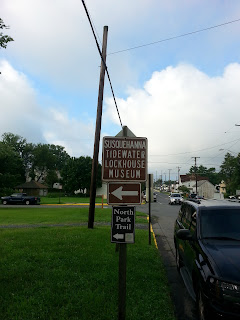 SUSQUEHANNA
TIDEWATER
LOCKHOUSE
MUSEUM
North
Park
Trail